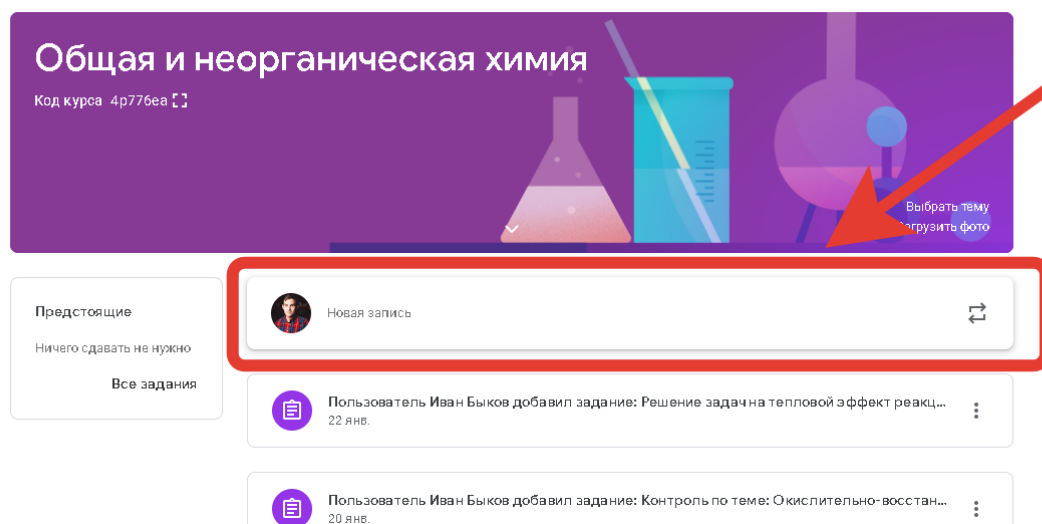 Общая и неорганическая химия
Код курса 4p776ea
Выбрать тему
Загрузить фото
Предстоящие
Ничего сдавать не нужно
Все задания
Новая запись
Пользователь Иван Быков добавил задание: Решение задач на тепловой эффект реакц...
22 янв.
Пользователь Иван Быков добавил задание: Контроль по теме: Окислительно-восстан...
20 янв.